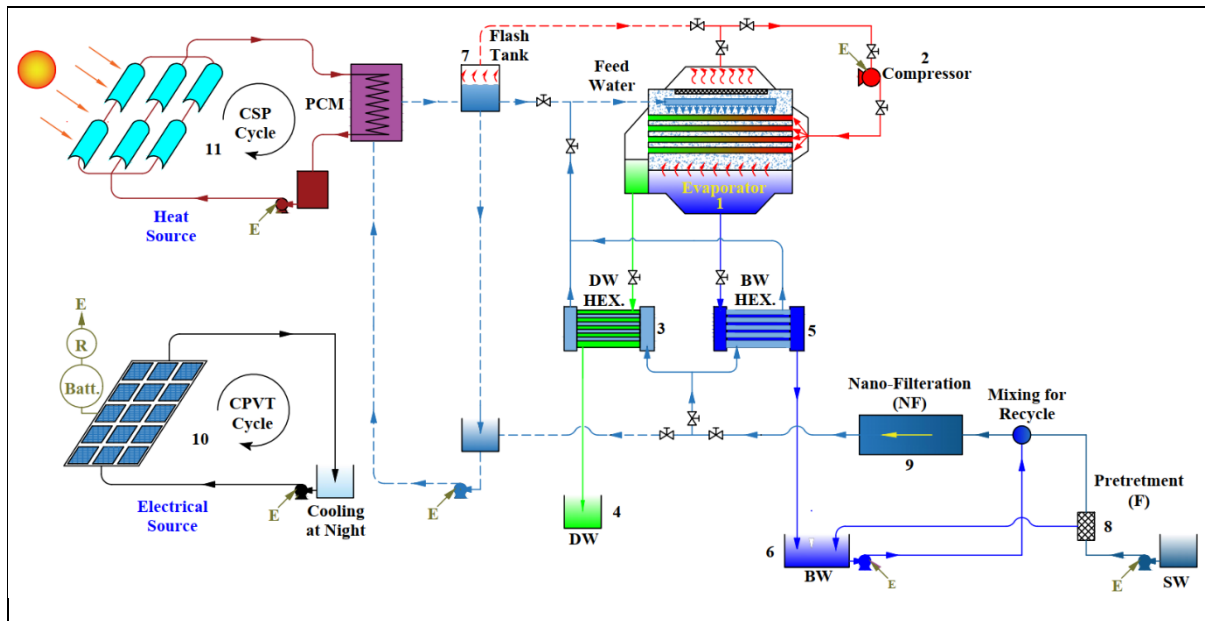 7
Flash
Tank
Feed
Water
E
2
Compressor
PCM
CSP
Cycle
11
Evaporator
1
E
Heat
Source
DW
HEX.
BW
HEX.
3
5
E
R
Batt.
CPVT
Cycle
10
Nano-Filteration
(NF)
Mixing for
Recycle
9
Pretretment
(F)
8
E
Electrical
Source
Cooling
at Night
E
4
DW
6
BW
E
E
SW